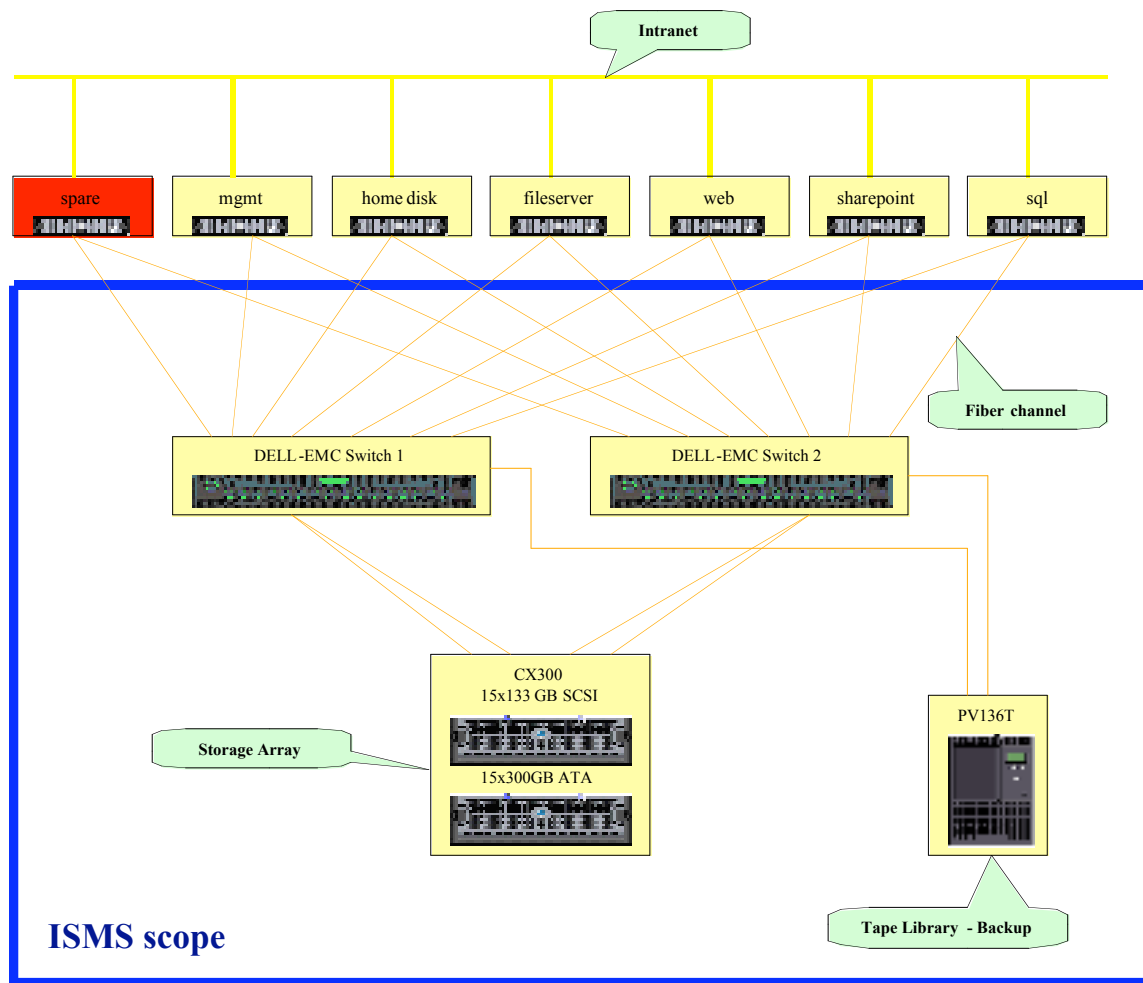 Intranet
spare
mgmt
home disk
fileserver
web
sharepoint
sql
Fiber channel
DELL-EMC Switch 1
DELL-EMC Switch 2
CX300
15x133 GB SCSI
15x300GB ATA
Storage Array
PV136T
Tape Library - Backup
ISMS scope